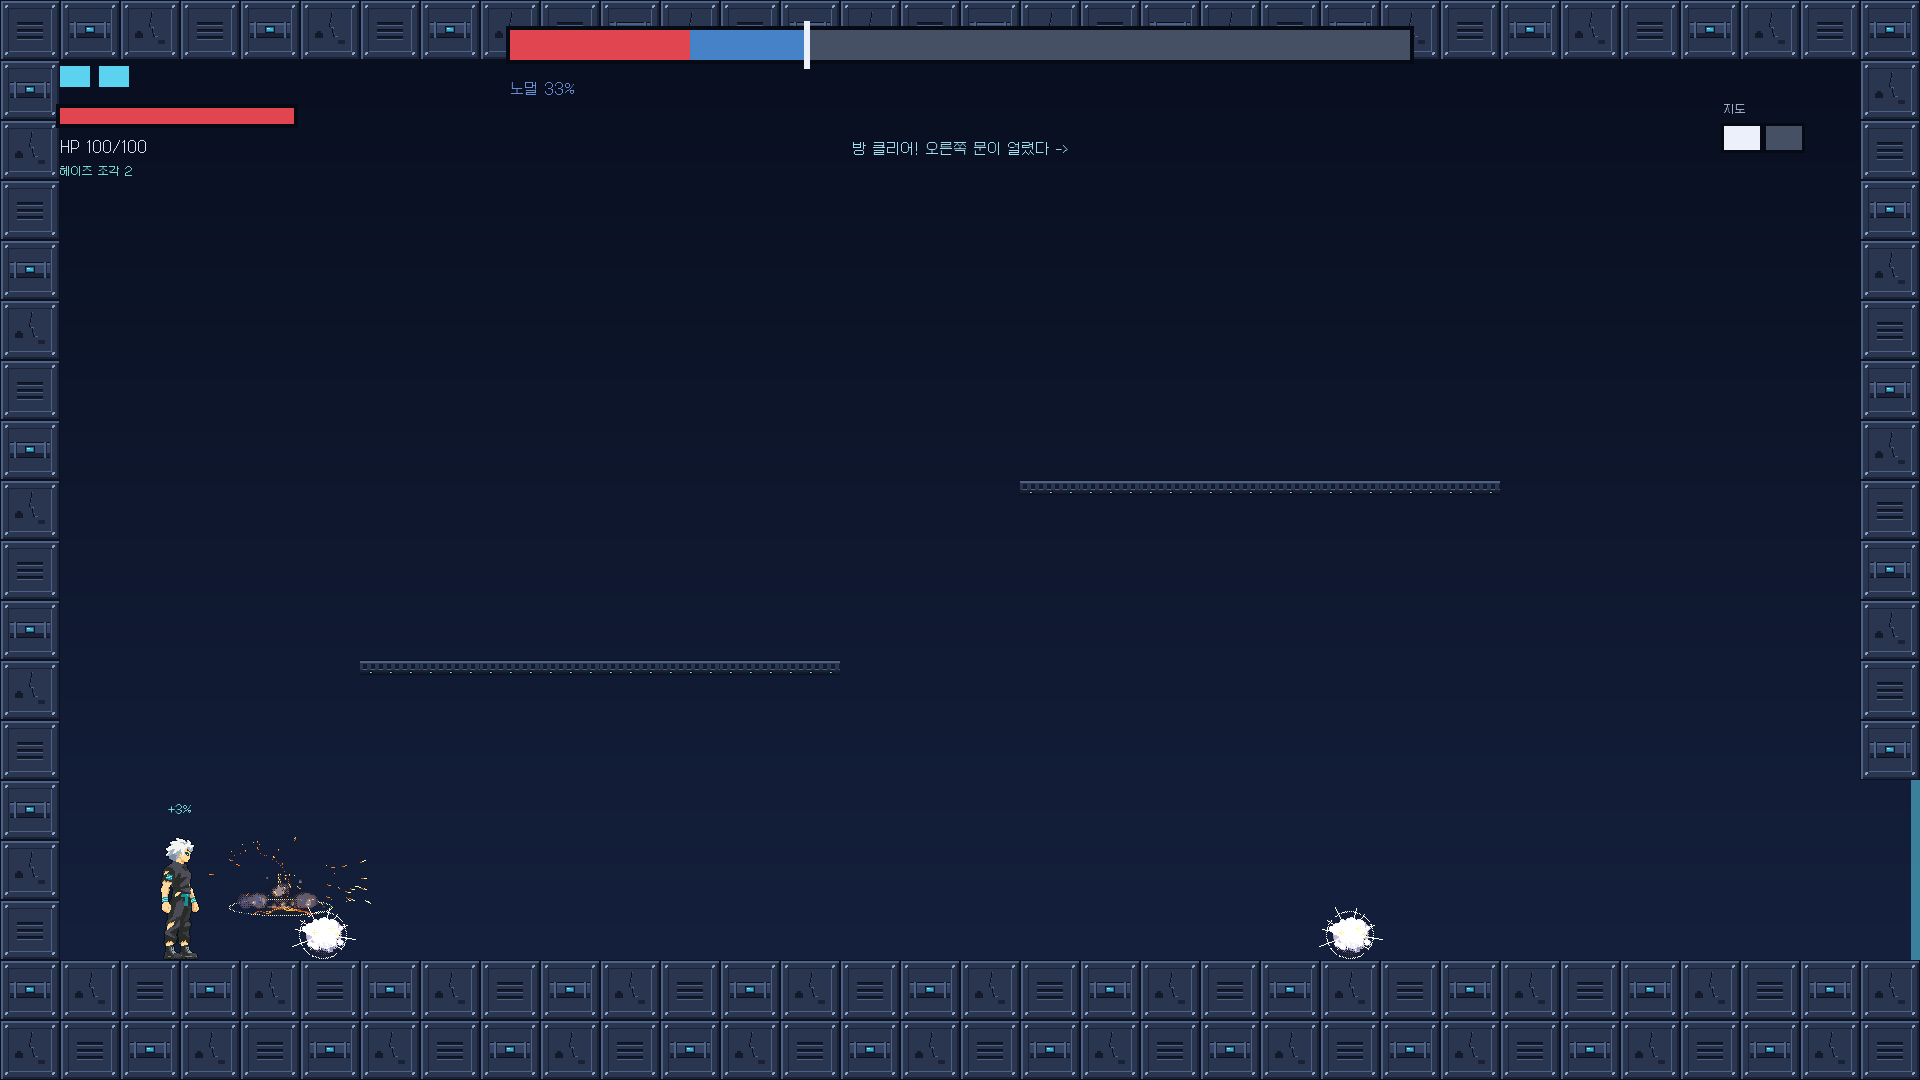 노멀 33%
지도
HP 100/100
방 클리어! 오른쪽 문이 열렸다 ->
헤이즈 조각 2
+3%